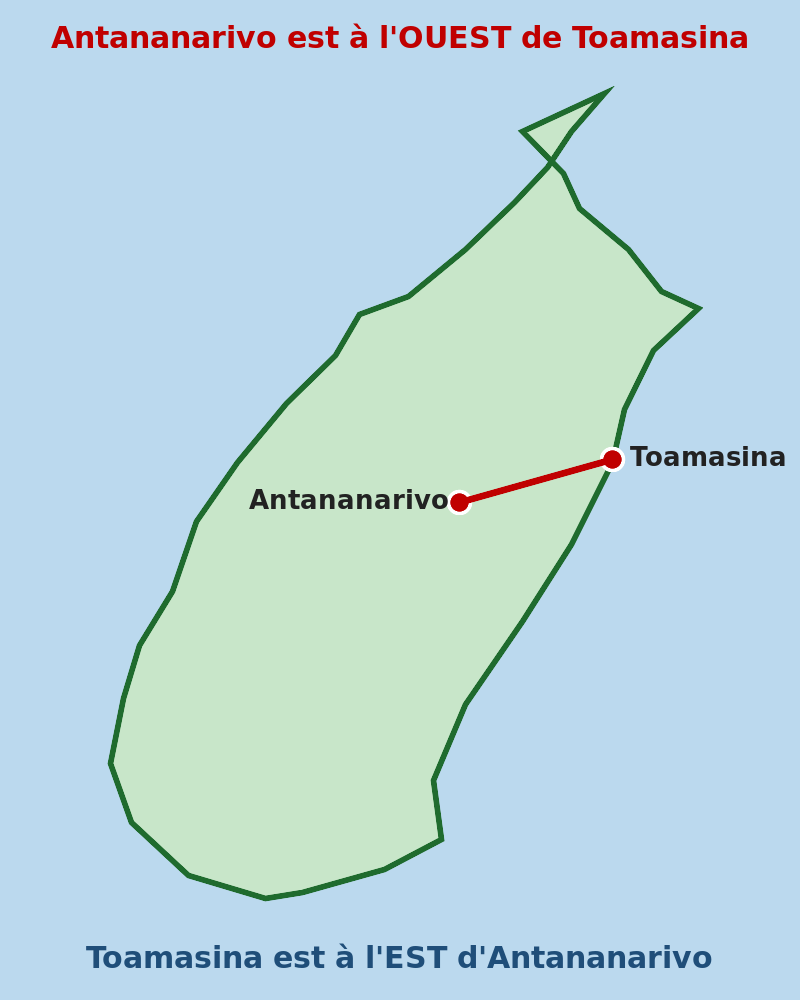 Antananarivo est à l'OUEST de Toamasina
Toamasina
Antananarivo
Toamasina est à l'EST d'Antananarivo